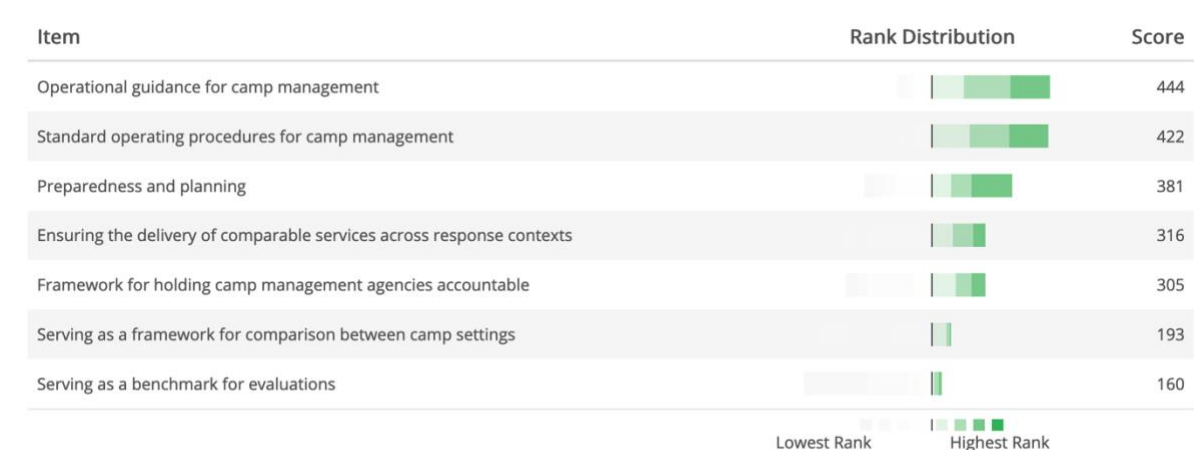 Item Rank Distribution Score
Operational guidance for camp management 444
Standard operating procedures for camp management 422
Preparedness and planning 381
Ensuring the delivery of comparable services across response contexts 316
Framework for holding camp management agencies accountable 305
Serving as a framework for comparison between camp settings 193
Serving as a benchmark for evaluations 160
Lowest Rank Highest Rank